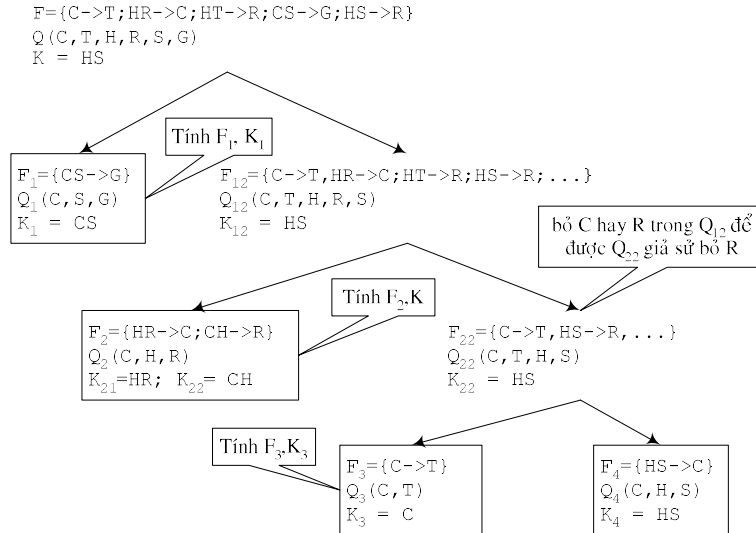 F={C->T;HR->C;HT->R;CS->G;HS->R}
Q(C,T,H,R,S,G)
K = HS
Tính F₁, K₁
F₁={CS->G}
Q₁(C,S,G)
K₁ = CS
F₁₂={C->T,HR->C;HT->R;HS->R;...}
Q₁₂(C,T,H,R,S)
K₁₂ = HS
bỏ C hay R trong Q₁₂ để
được Q₂₂ giả sử bỏ R
Tính F₂,K
F₂={HR->C;CH->R}
Q₂(C,H,R)
K₂₁=HR; K₂₂= CH
F₂₂={C->T,HS->R,...}
Q₂₂(C,T,H,S)
K₂₂ = HS
Tính F₃,K₃
F₃={C->T}
Q₃(C,T)
K₃ = C
F₄={HS->C}
Q₄(C,H,S)
K₄ = HS